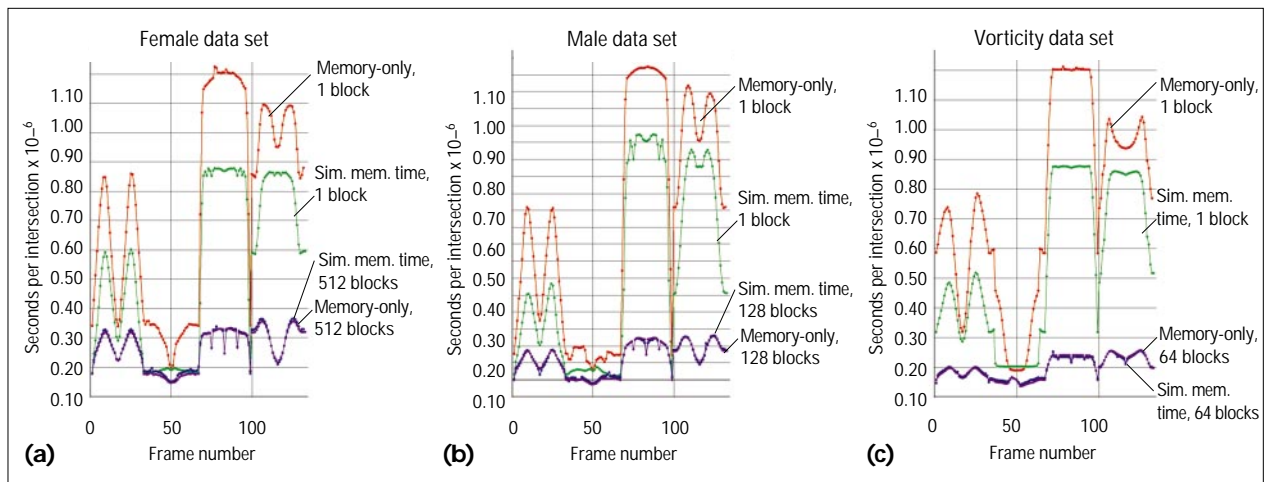 Female data set
Seconds per intersection x 10–6
1.10
1.00
0.90
0.80
0.70
0.60
0.50
0.40
0.30
0.20
0.10
0
50
100
Frame number
Memory-only,
1 block
Sim. mem. time,
1 block
Sim. mem. time,
512 blocks
Memory-only,
512 blocks
(a)
Male data set
Seconds per intersection x 10–6
1.10
1.00
0.90
0.80
0.70
0.60
0.50
0.40
0.30
0.20
0.10
0
50
100
Frame number
Memory-only,
1 block
Sim. mem. time,
1 block
Sim. mem. time,
128 blocks
Memory-only,
128 blocks
(b)
Vorticity data set
Seconds per intersection x 10–6
1.10
1.00
0.90
0.80
0.70
0.60
0.50
0.40
0.30
0.20
0.10
0
50
100
Frame number
Memory-only,
1 block
Sim. mem.
time, 1 block
Memory-only,
64 blocks
Sim. mem.
time, 64 blocks
(c)